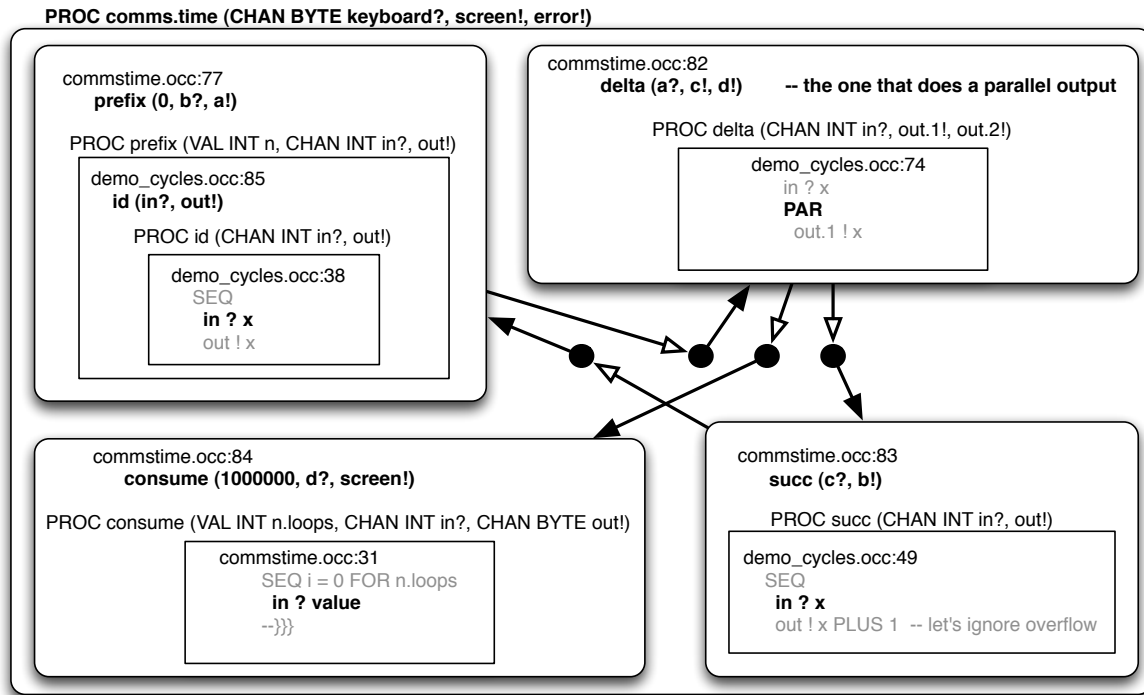 PROC comms.time (CHAN BYTE keyboard?, screen!, error!)
commstime.occ:77
prefix (0, b?, a!)
PROC prefix (VAL INT n, CHAN INT in?, out!)
demo_cycles.occ:85
id (in?, out!)
PROC id (CHAN INT in?, out!)
demo_cycles.occ:38
SEQ
in ? x
out ! x
commstime.occ:82
delta (a?, c!, d!) -- the one that does a parallel output
PROC delta (CHAN INT in?, out.1!, out.2!)
demo_cycles.occ:74
in ? x
PAR
out.1 ! x
commstime.occ:84
consume (1000000, d?, screen!)
PROC consume (VAL INT n.loops, CHAN INT in?, CHAN BYTE out!)
commstime.occ:31
SEQ i = 0 FOR n.loops
in ? value
--}}}
commstime.occ:83
succ (c?, b!)
PROC succ (CHAN INT in?, out!)
demo_cycles.occ:49
SEQ
in ? x
out ! x PLUS 1 -- let's ignore overflow